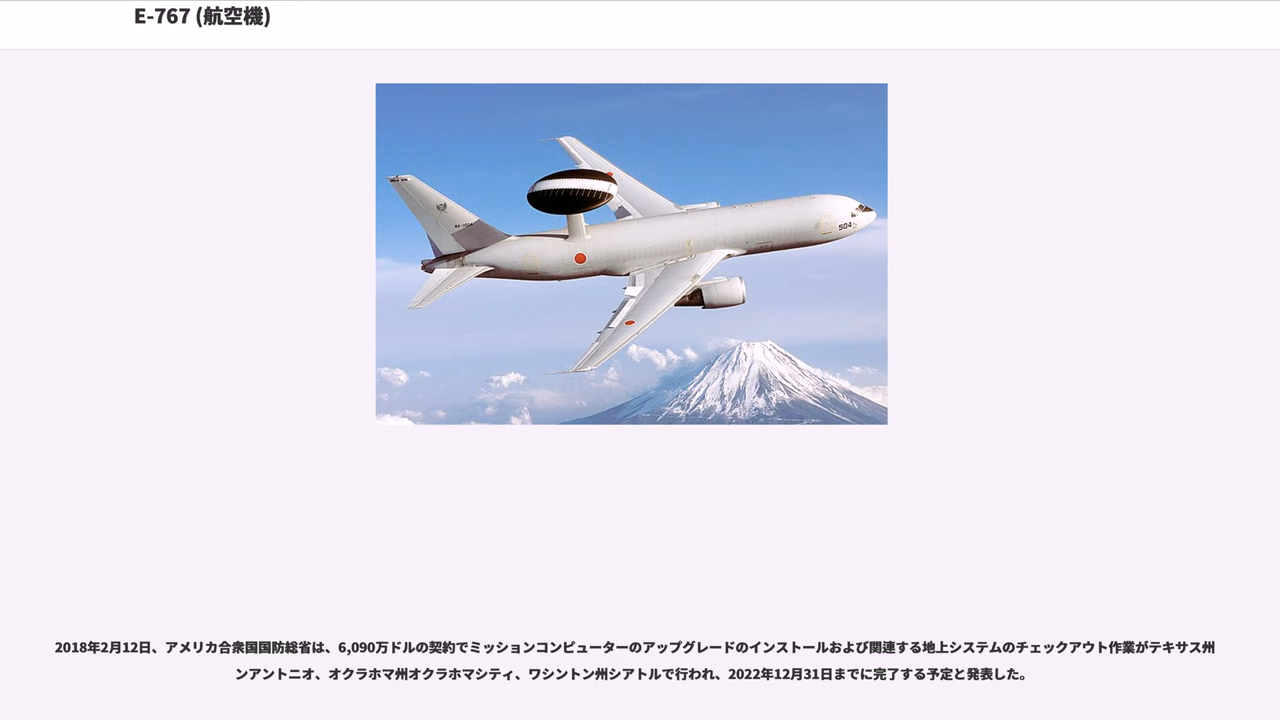 E-767 (航空機)
504
2018年2月12日、アメリカ合衆国国防総省は、6,090万ドルの契約でミッションコンピューターのアップグレードのインストールおよび関連する地上システムのチェックアウト作業がテキサス州
ンアントニオ、オクラホマ州オクラホマシティ、ワシントン州シアトルで行われ、2022年12月31日までに完了する予定と発表した。